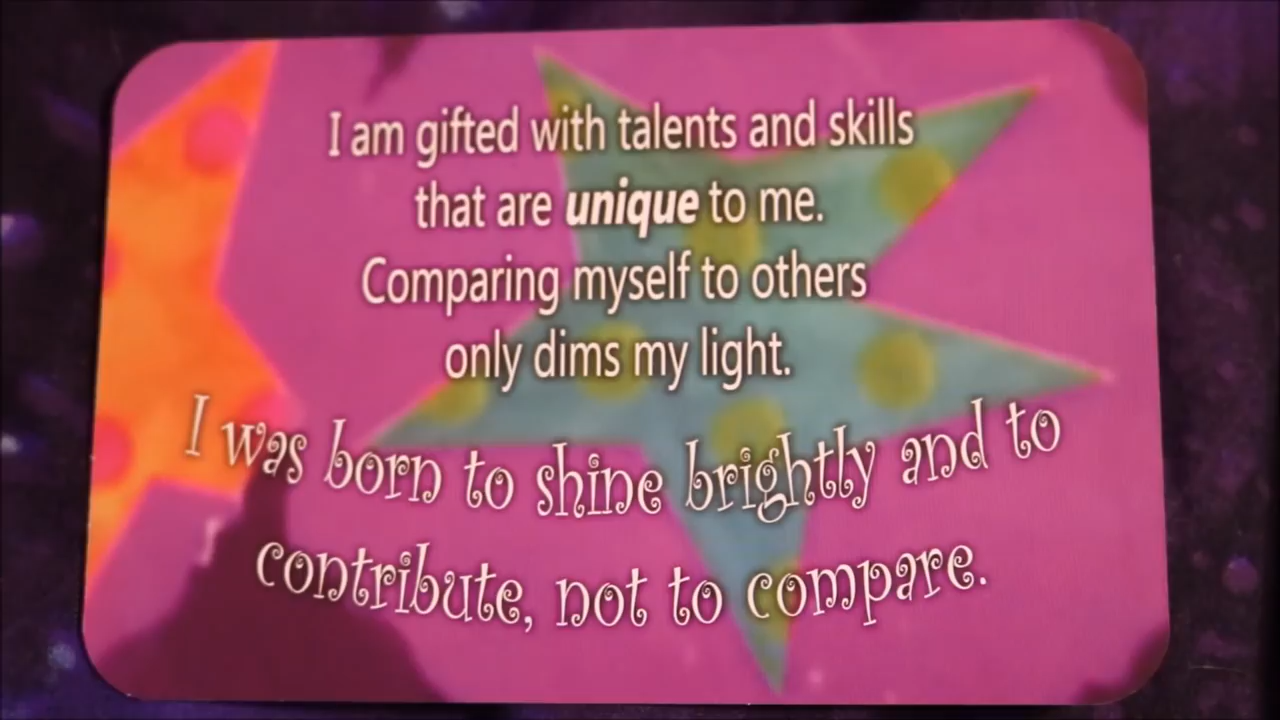 I am gifted with talents and skills
that are unique to me.
Comparing myself to others
only dims my light.
I was born to shine brightly and to
contribute, not to compare.